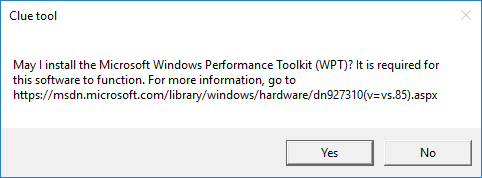 Clue tool
May I install the Microsoft Windows Performance Toolkit (WPT)? It is required for
this software to function. For more information, go to
https://msdn.microsoft.com/library/windows/hardware/dn927310(v=vs.85).aspx
Yes
No